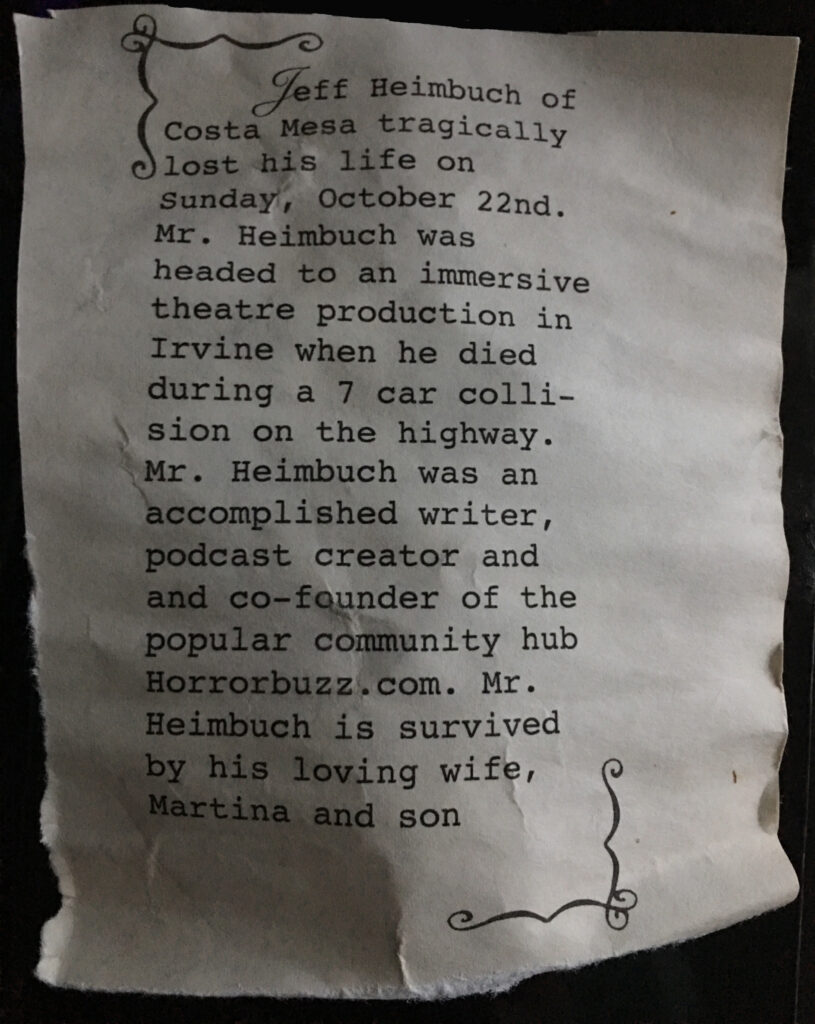 Jeff Heimbuch of
Costa Mesa tragically
lost his life on
Sunday, October 22nd.
Mr. Heimbuch was
headed to an immersive
theatre production in
Irvine when he died
during a 7 car colli-
sion on the highway.
Mr. Heimbuch was an
accomplished writer,
podcast creator and
and co-founder of the
popular community hub
Horrorbuzz.com. Mr.
Heimbuch is survived
by his loving wife,
Martina and son